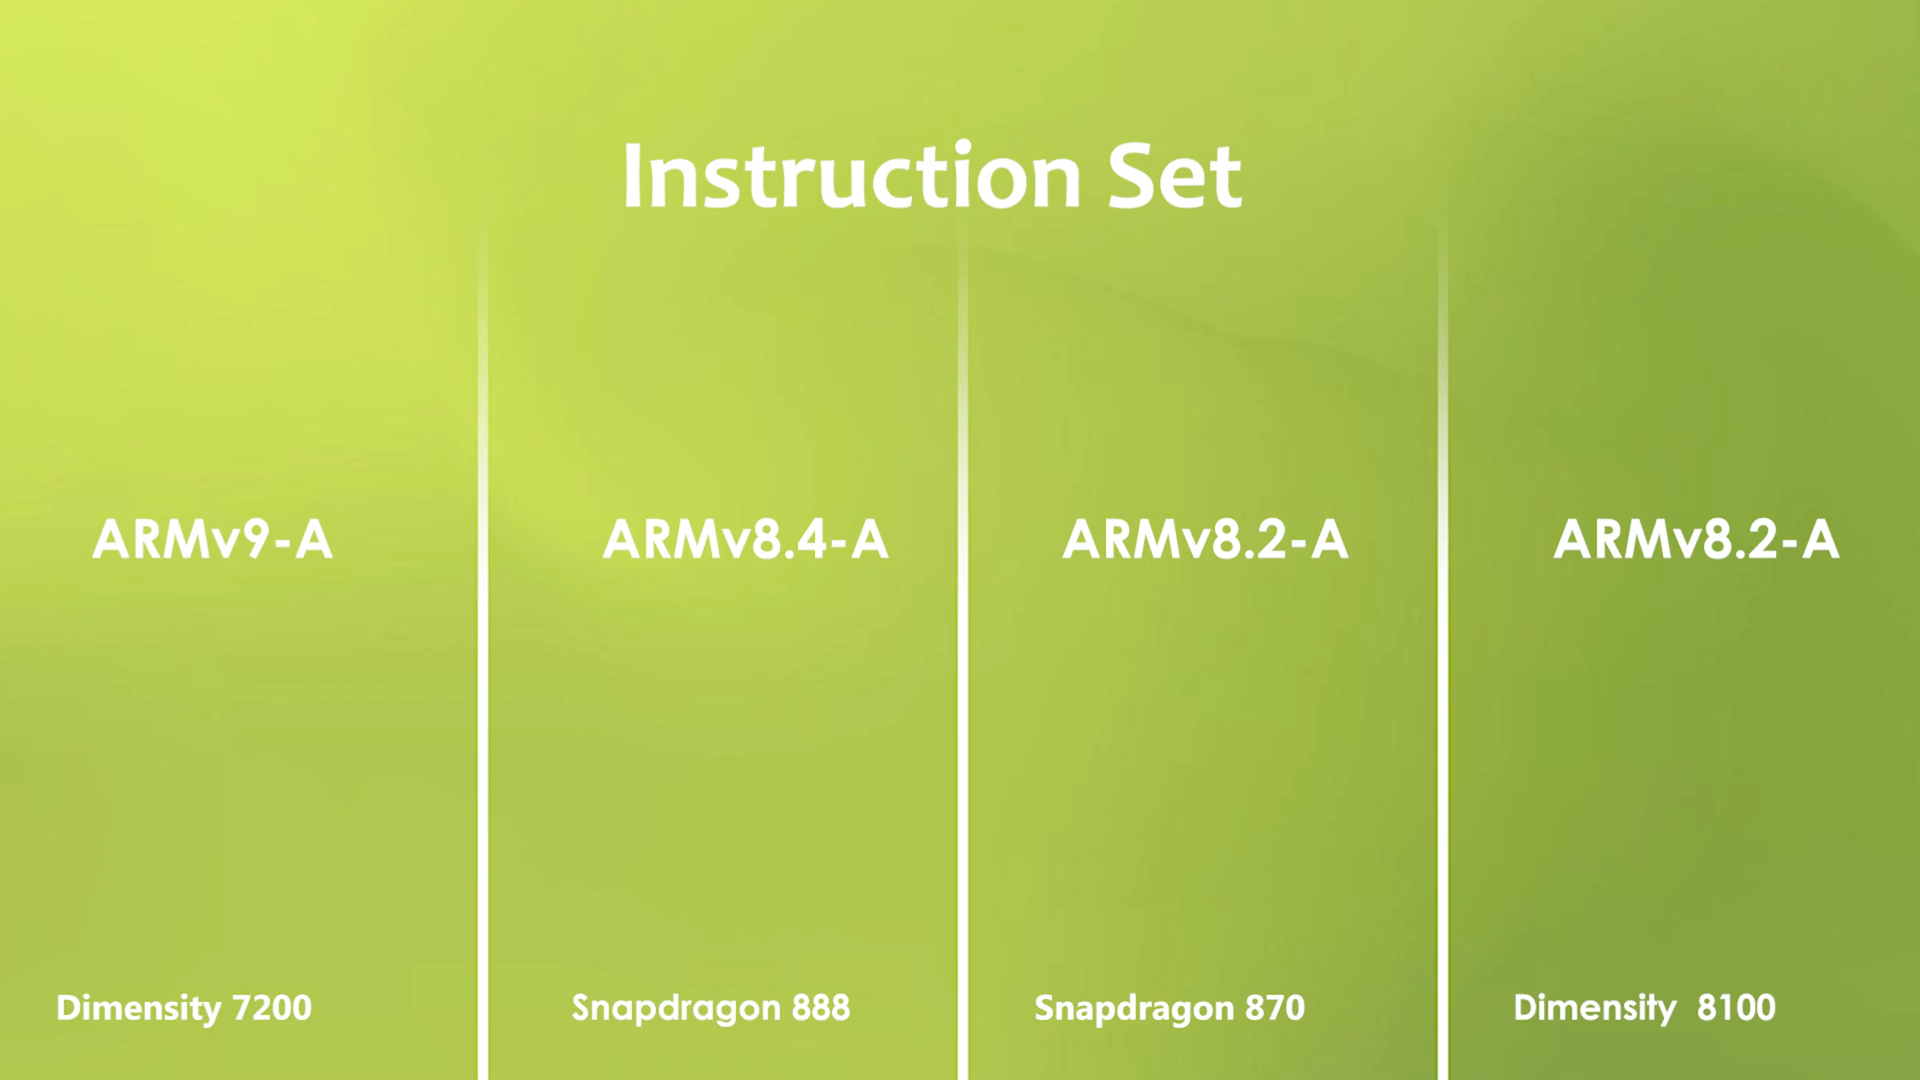 Instruction Set
ARMv9-A
ARMv8.4-A
ARMv8.2-A
ARMv8.2-A
Dimensity 7200
Snapdragon 888
Snapdragon 870
Dimensity 8100